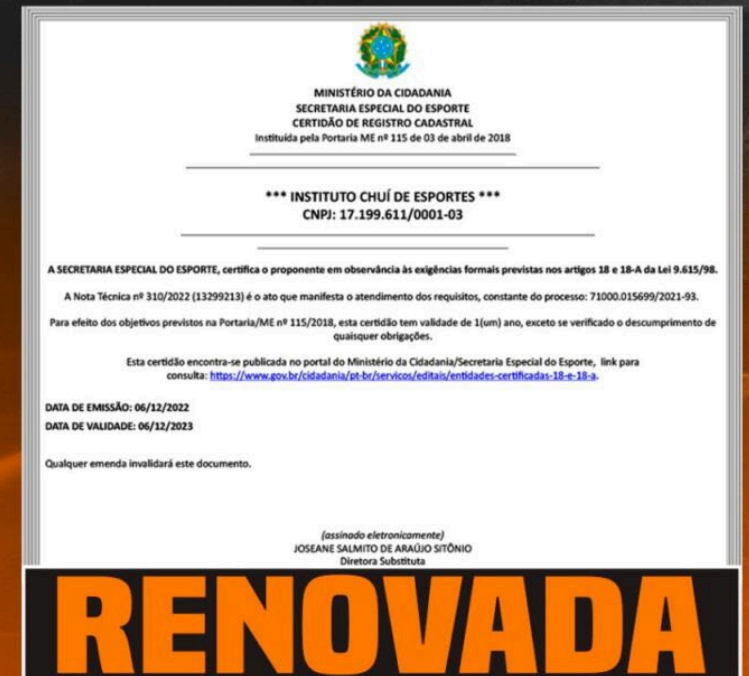 MINISTÉRIO DA CIDADANIA
SECRETARIA ESPECIAL DO ESPORTE
CERTIDÃO DE REGISTRO CADASTRAL
Instituída pela Portaria ME nº 115 de 03 de abril de 2018
*** INSTITUTO CHUÍ DE ESPORTES ***
CNPJ: 17.199.611/0001-03
A SECRETARIA ESPECIAL DO ESPORTE, certifica o proponente em observância às exigências formais previstas nos artigos 18 e 18-A da Lei 9.615/98.
A Nota Técnica nº 310/2022 (13299213) é o ato que manifesta o atendimento dos requisitos, constante do processo: 71000.015699/2021-93.
Para efeito dos objetivos previstos na Portaria/ME nº 115/2018, esta certidão tem validade de 1(um) ano, exceto se verificado o descumprimento de
quaisquer obrigações.
Esta certidão encontra-se publicada no portal do Ministério da Cidadania/Secretaria Especial do Esporte, link para
consulta: https://www.gov.br/cidadania/pt-br/servicos/editais/entidades-certificadas-18-e-18-a.
DATA DE EMISSÃO: 06/12/2022
DATA DE VALIDADE: 06/12/2023
Qualquer emenda invalidará este documento.
(assinado eletronicamente)
JOSEANE SALMITO DE ARAÚJO SITÔNIO
Diretora Substituta
RENOVADA